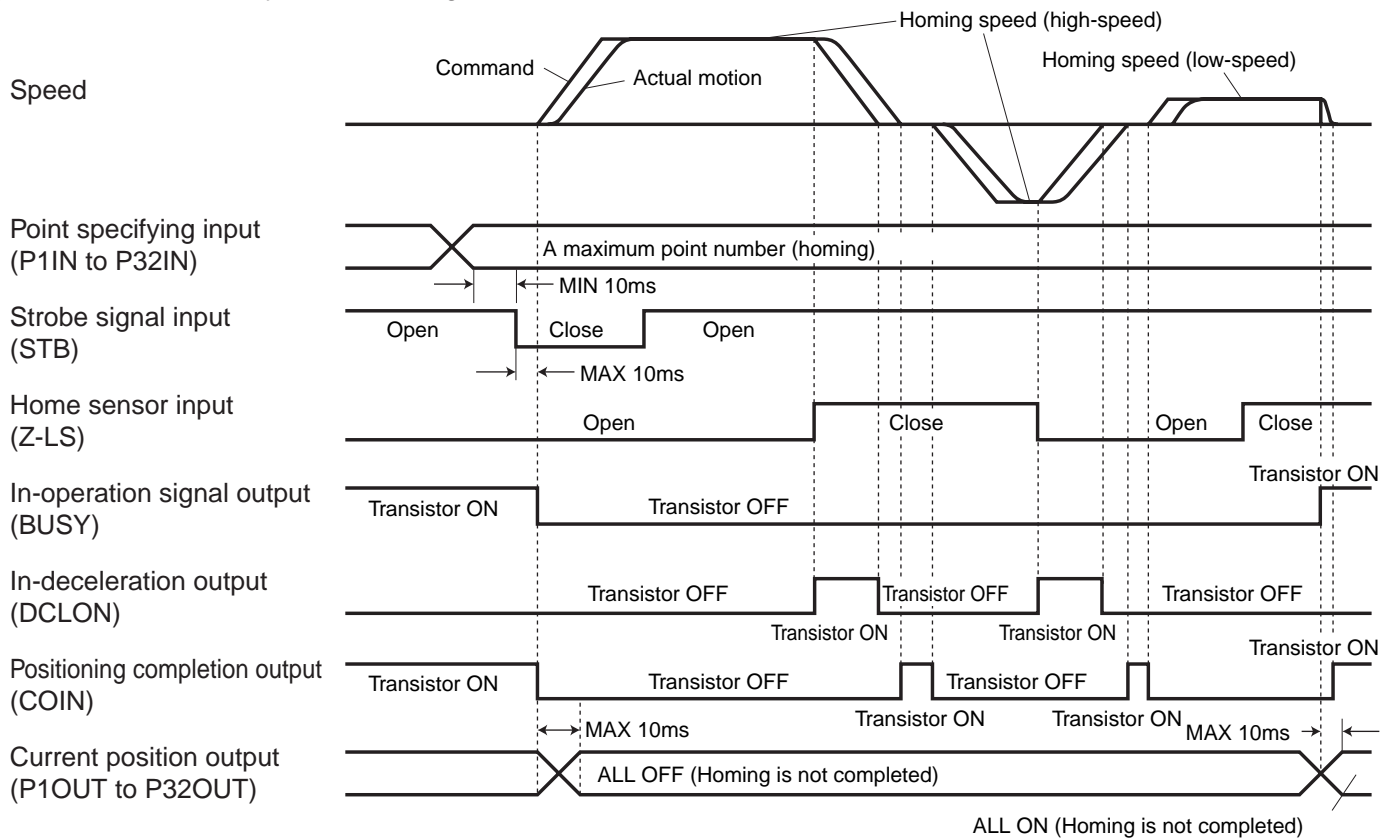 Homing speed (high-speed)
Homing speed (low-speed)
Speed
Command
Actual motion
Point specifying input
(P1IN to P32IN)
A maximum point number (homing)
MIN 10ms
Strobe signal input
(STB)
Open
Close
Open
MAX 10ms
Home sensor input
(Z-LS)
Open
Close
Open
Close
In-operation signal output
(BUSY)
Transistor ON
Transistor OFF
Transistor ON
In-deceleration output
(DCLON)
Transistor OFF
Transistor ON
Transistor OFF
Transistor ON
Transistor OFF
Positioning completion output
(COIN)
Transistor ON
Transistor OFF
Transistor ON
Transistor OFF
Transistor ON
Transistor ON
Current position output
(P1OUT to P32OUT)
MAX 10ms
MAX 10ms
ALL OFF (Homing is not completed)
ALL ON (Homing is not completed)